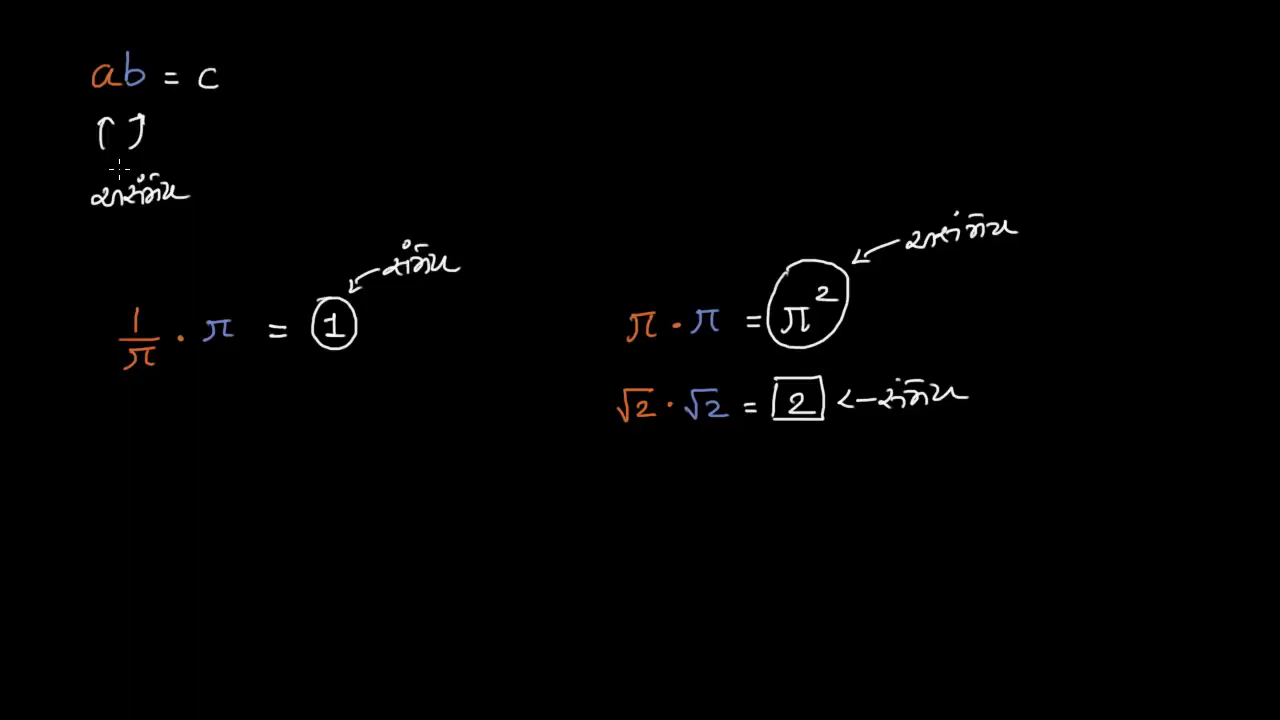 ab = c
અસંમેય
સંમેય
1/π · π = 1
અસંમેય
π · π = π²
√2 · √2 = 2 ← સંમેય